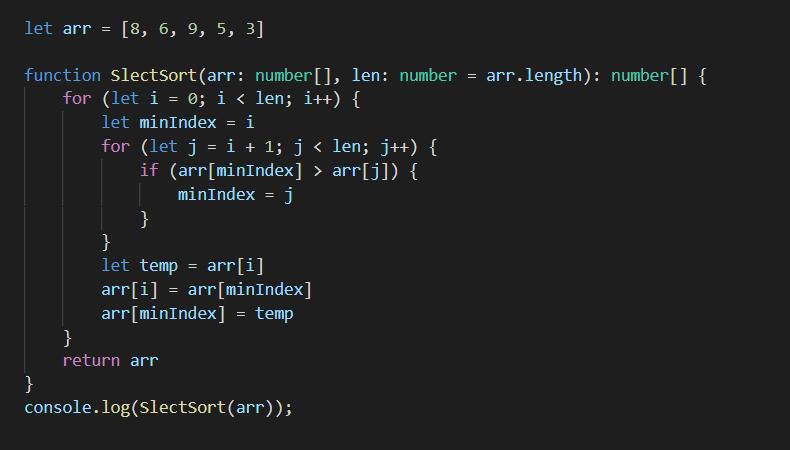 let arr = [8, 6, 9, 5, 3]
function SlectSort(arr: number[], len: number = arr.length): number[] {
for (let i = 0; i < len; i++) {
let minIndex = i
for (let j = i + 1; j < len; j++) {
if (arr[minIndex] > arr[j]) {
minIndex = j
}
}
let temp = arr[i]
arr[i] = arr[minIndex]
arr[minIndex] = temp
}
return arr
}
console.log(SlectSort(arr));